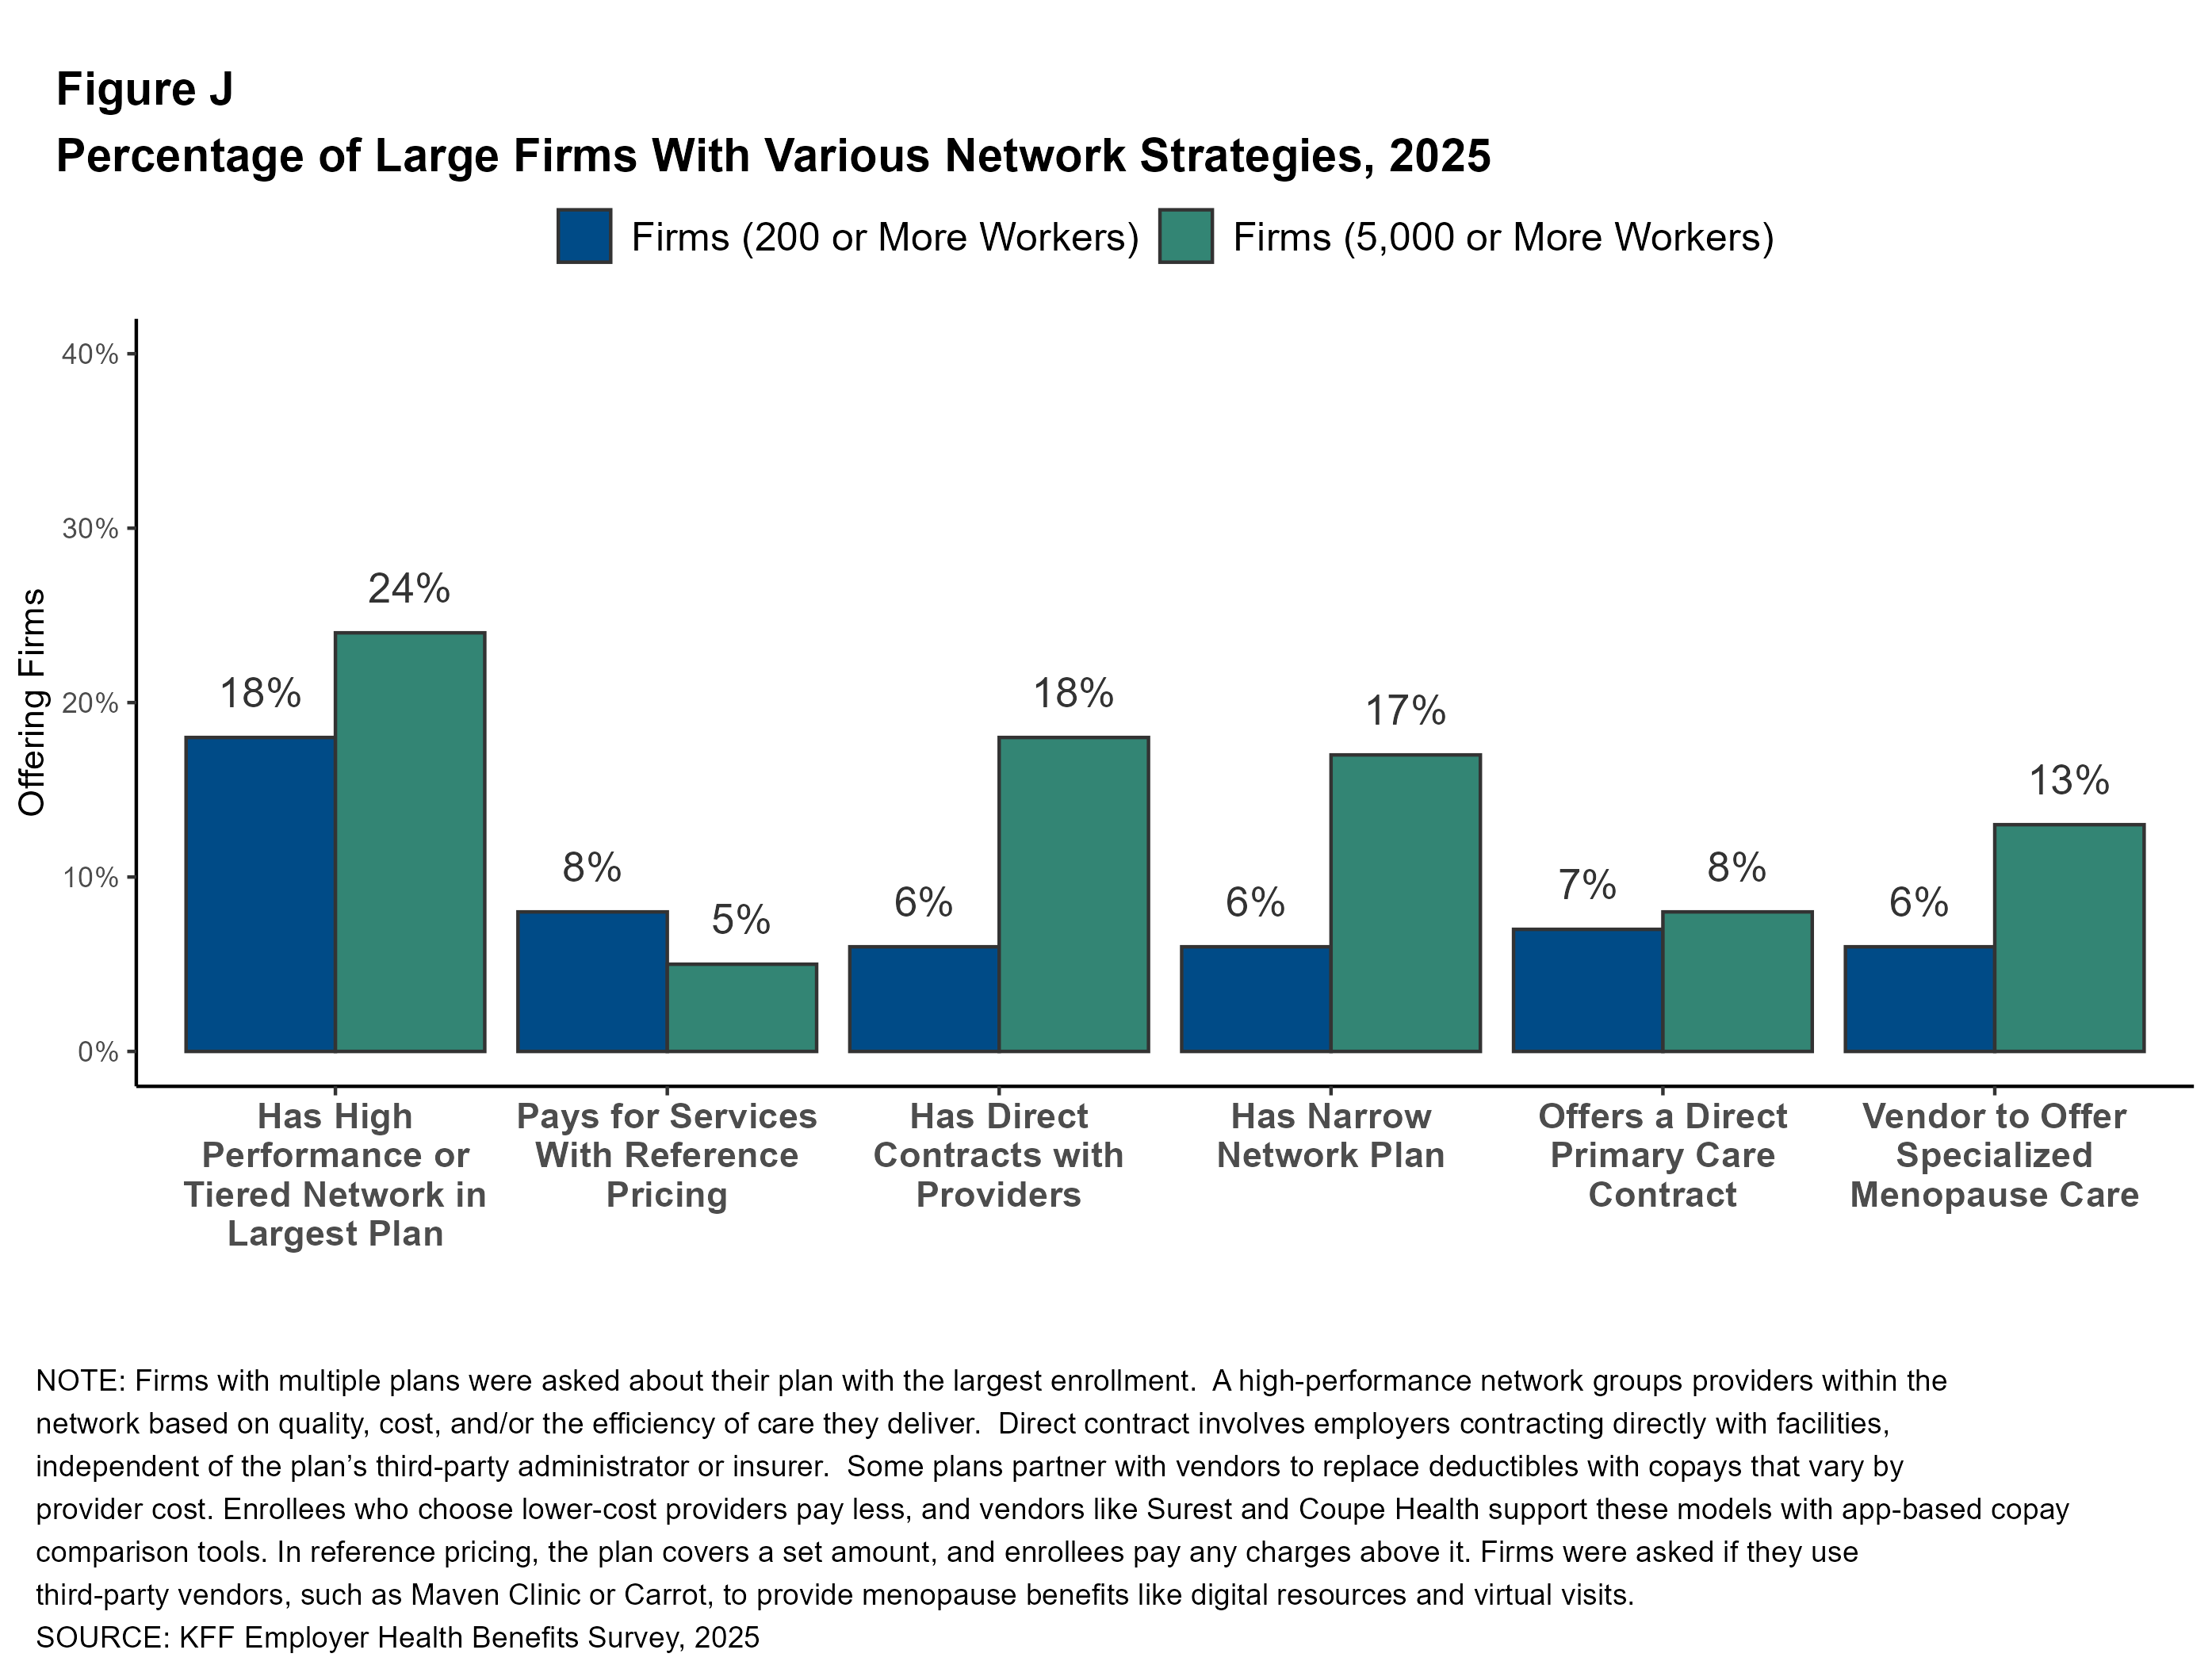 Figure J
Percentage of Large Firms With Various Network Strategies, 2025
Firms (200 or More Workers) Firms (5,000 or More Workers)
Offering Firms
40%
30%
20%
10%
0%
18%
24%
8%
5%
6%
18%
6%
17%
7%
8%
6%
13%
Has High
Performance or
Tiered Network in
Largest Plan
Pays for Services
With Reference
Pricing
Has Direct
Contracts with
Providers
Has Narrow
Network Plan
Offers a Direct
Primary Care
Contract
Vendor to Offer
Specialized
Menopause Care
NOTE: Firms with multiple plans were asked about their plan with the largest enrollment.  A high-performance network groups providers within the
network based on quality, cost, and/or the efficiency of care they deliver.  Direct contract involves employers contracting directly with facilities,
independent of the plan’s third-party administrator or insurer.  Some plans partner with vendors to replace deductibles with copays that vary by
provider cost. Enrollees who choose lower-cost providers pay less, and vendors like Surest and Coupe Health support these models with app-based copay
comparison tools. In reference pricing, the plan covers a set amount, and enrollees pay any charges above it. Firms were asked if they use
third-party vendors, such as Maven Clinic or Carrot, to provide menopause benefits like digital resources and virtual visits.
SOURCE: KFF Employer Health Benefits Survey, 2025